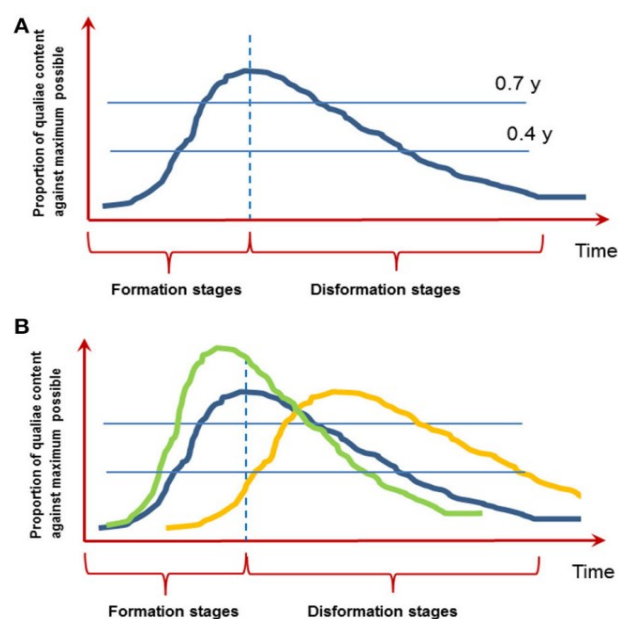 A
Proportion of qualiae content
against maximum possible
0.7 y
0.4 y
Time
Formation stages
Disformation stages
B
Proportion of qualiae content
against maximum possible
Time
Formation stages
Disformation stages